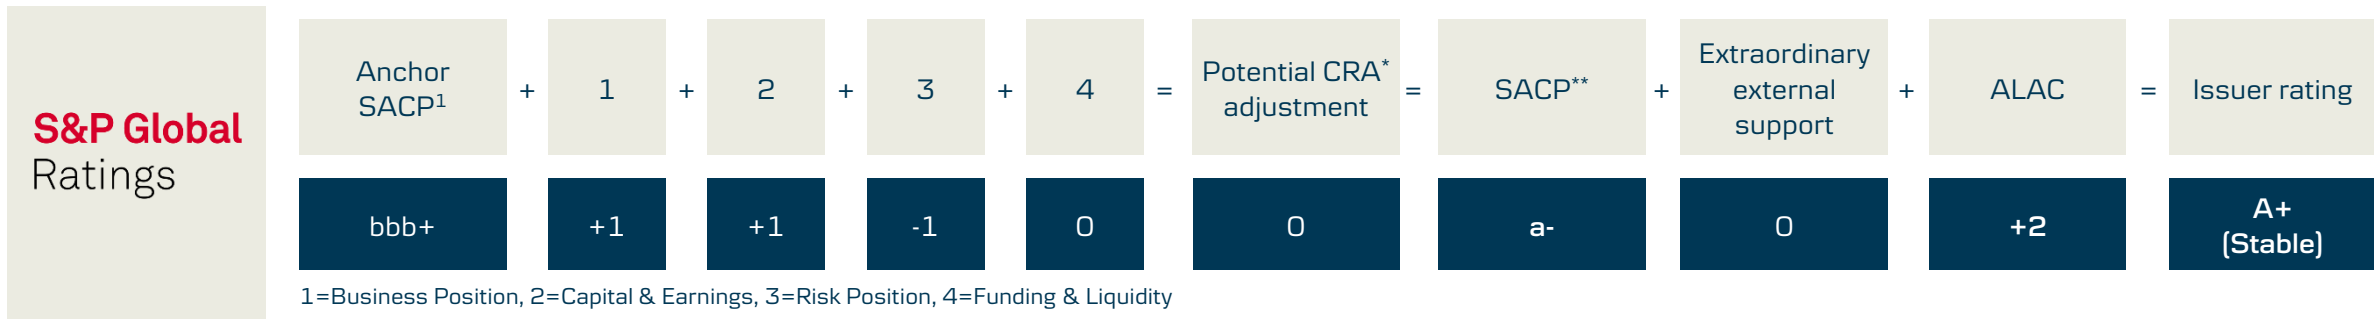 S&P Global
Ratings
Anchor
SACP1
+
1
+
2
+
3
+
4
=
Potential CRA*
adjustment
=
SACP**
+
Extraordinary
external
support
+
ALAC
=
Issuer rating
bbb+
+1
+1
-1
0
0
a-
0
+2
A+
(Stable)
1=Business Position, 2=Capital & Earnings, 3=Risk Position, 4=Funding & Liquidity